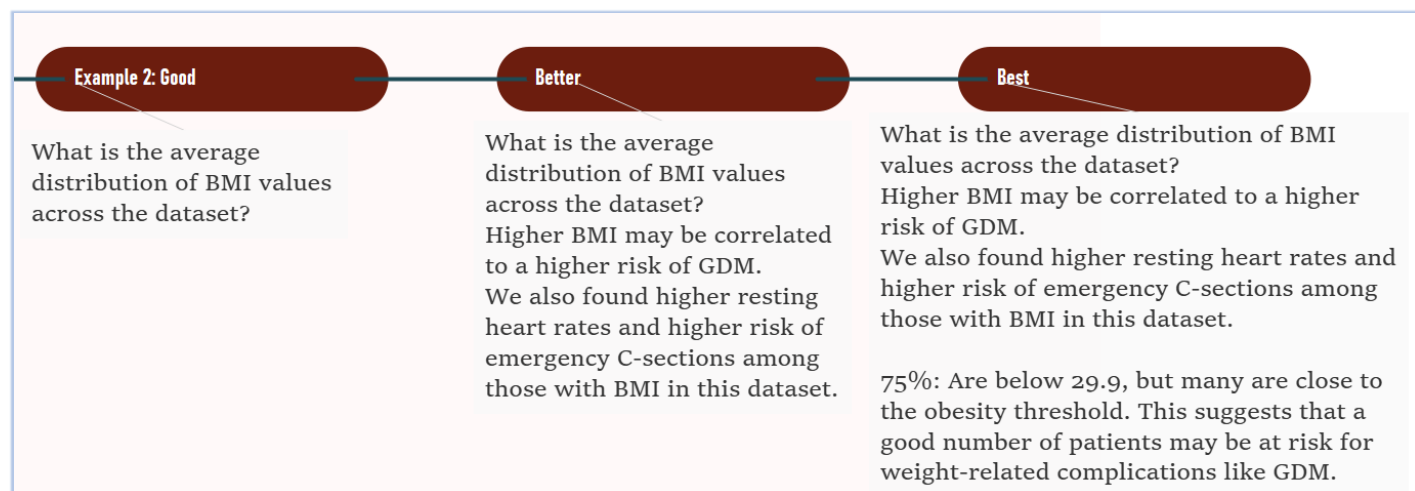 Example 2: Good
What is the average
distribution of BMI values
across the dataset?
Better
What is the average
distribution of BMI values
across the dataset?
Higher BMI may be correlated
to a higher risk of GDM.
We also found higher resting
heart rates and higher risk of
emergency C-sections among
those with BMI in this dataset.
Best
What is the average distribution of BMI
values across the dataset?
Higher BMI may be correlated to a higher
risk of GDM.
We also found higher resting heart rates and
higher risk of emergency C-sections among
those with BMI in this dataset.
75%: Are below 29.9, but many are close to
the obesity threshold. This suggests that a
good number of patients may be at risk for
weight-related complications like GDM.